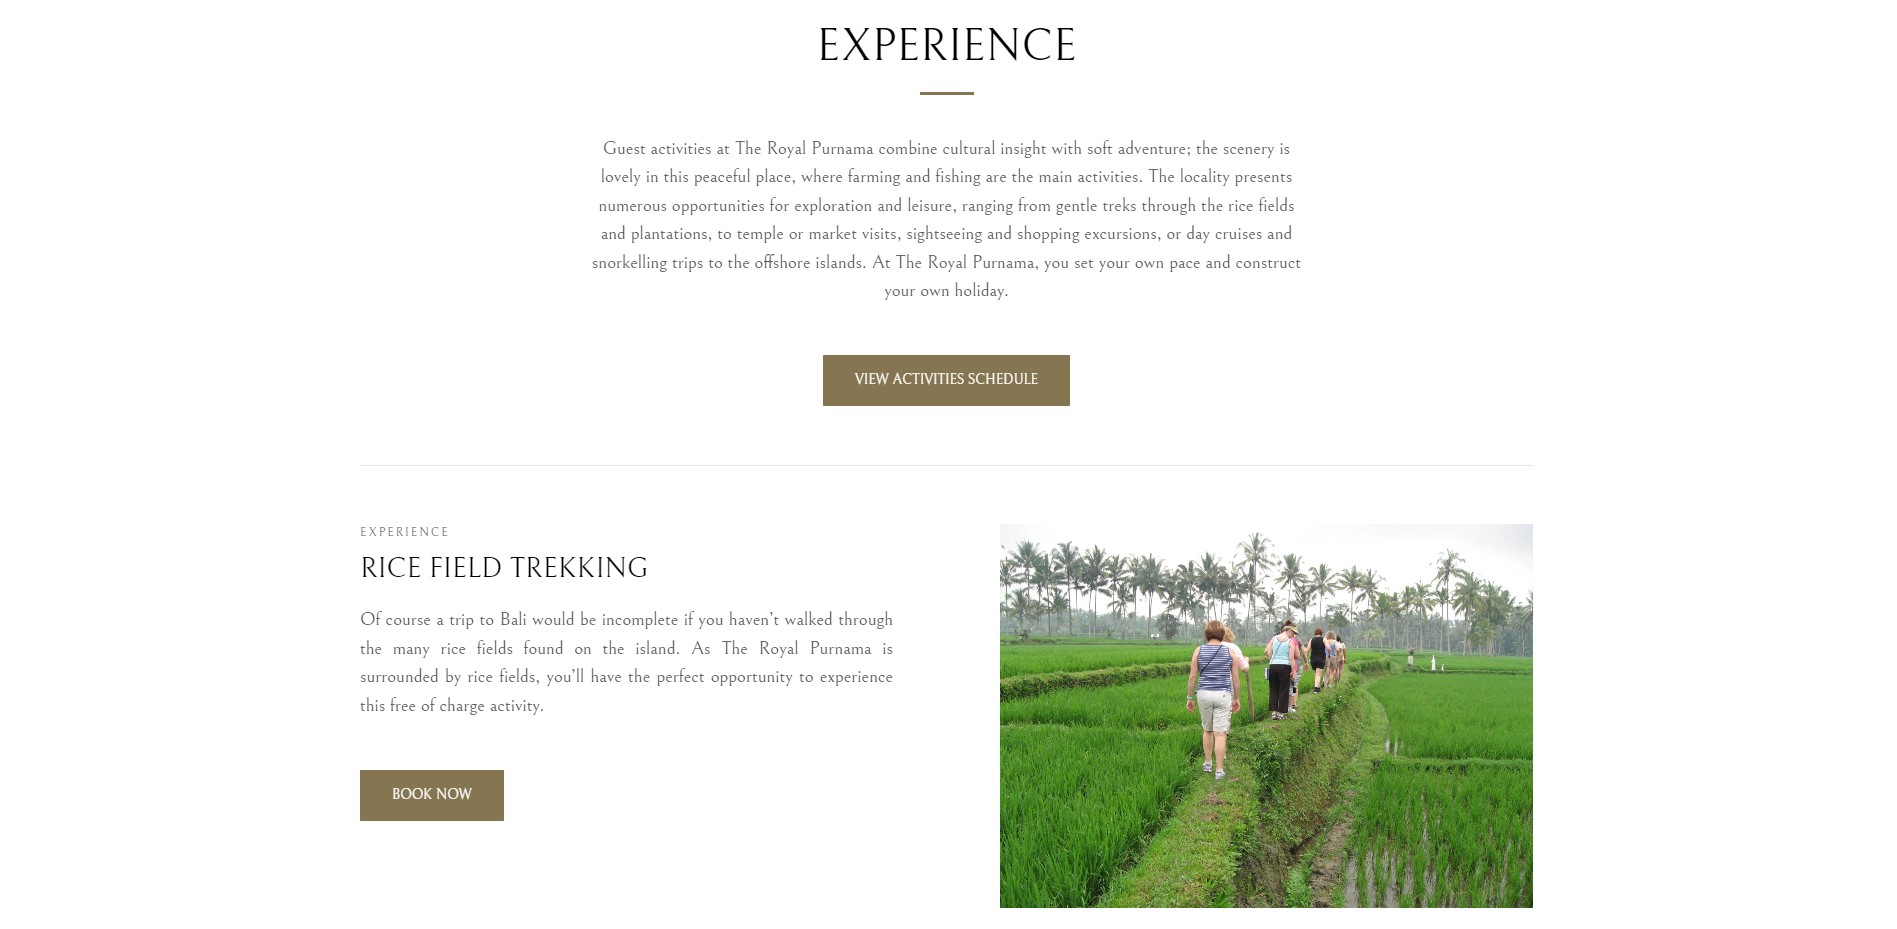 EXPERIENCE
Guest activities at The Royal Purnama combine cultural insight with soft adventure; the scenery is
lovely in this peaceful place, where farming and fishing are the main activities. The locality presents
numerous opportunities for exploration and leisure, ranging from gentle treks through the rice fields
and plantations, to temple or market visits, sightseeing and shopping excursions, or day cruises and
snorkelling trips to the offshore islands. At The Royal Purnama, you set your own pace and construct
your own holiday.
VIEW ACTIVITIES SCHEDULE
EXPERIENCE
RICE FIELD TREKKING
Of course a trip to Bali would be incomplete if you haven’t walked through
the many rice fields found on the island. As The Royal Purnama is
surrounded by rice fields, you’ll have the perfect opportunity to experience
this free of charge activity.
BOOK NOW